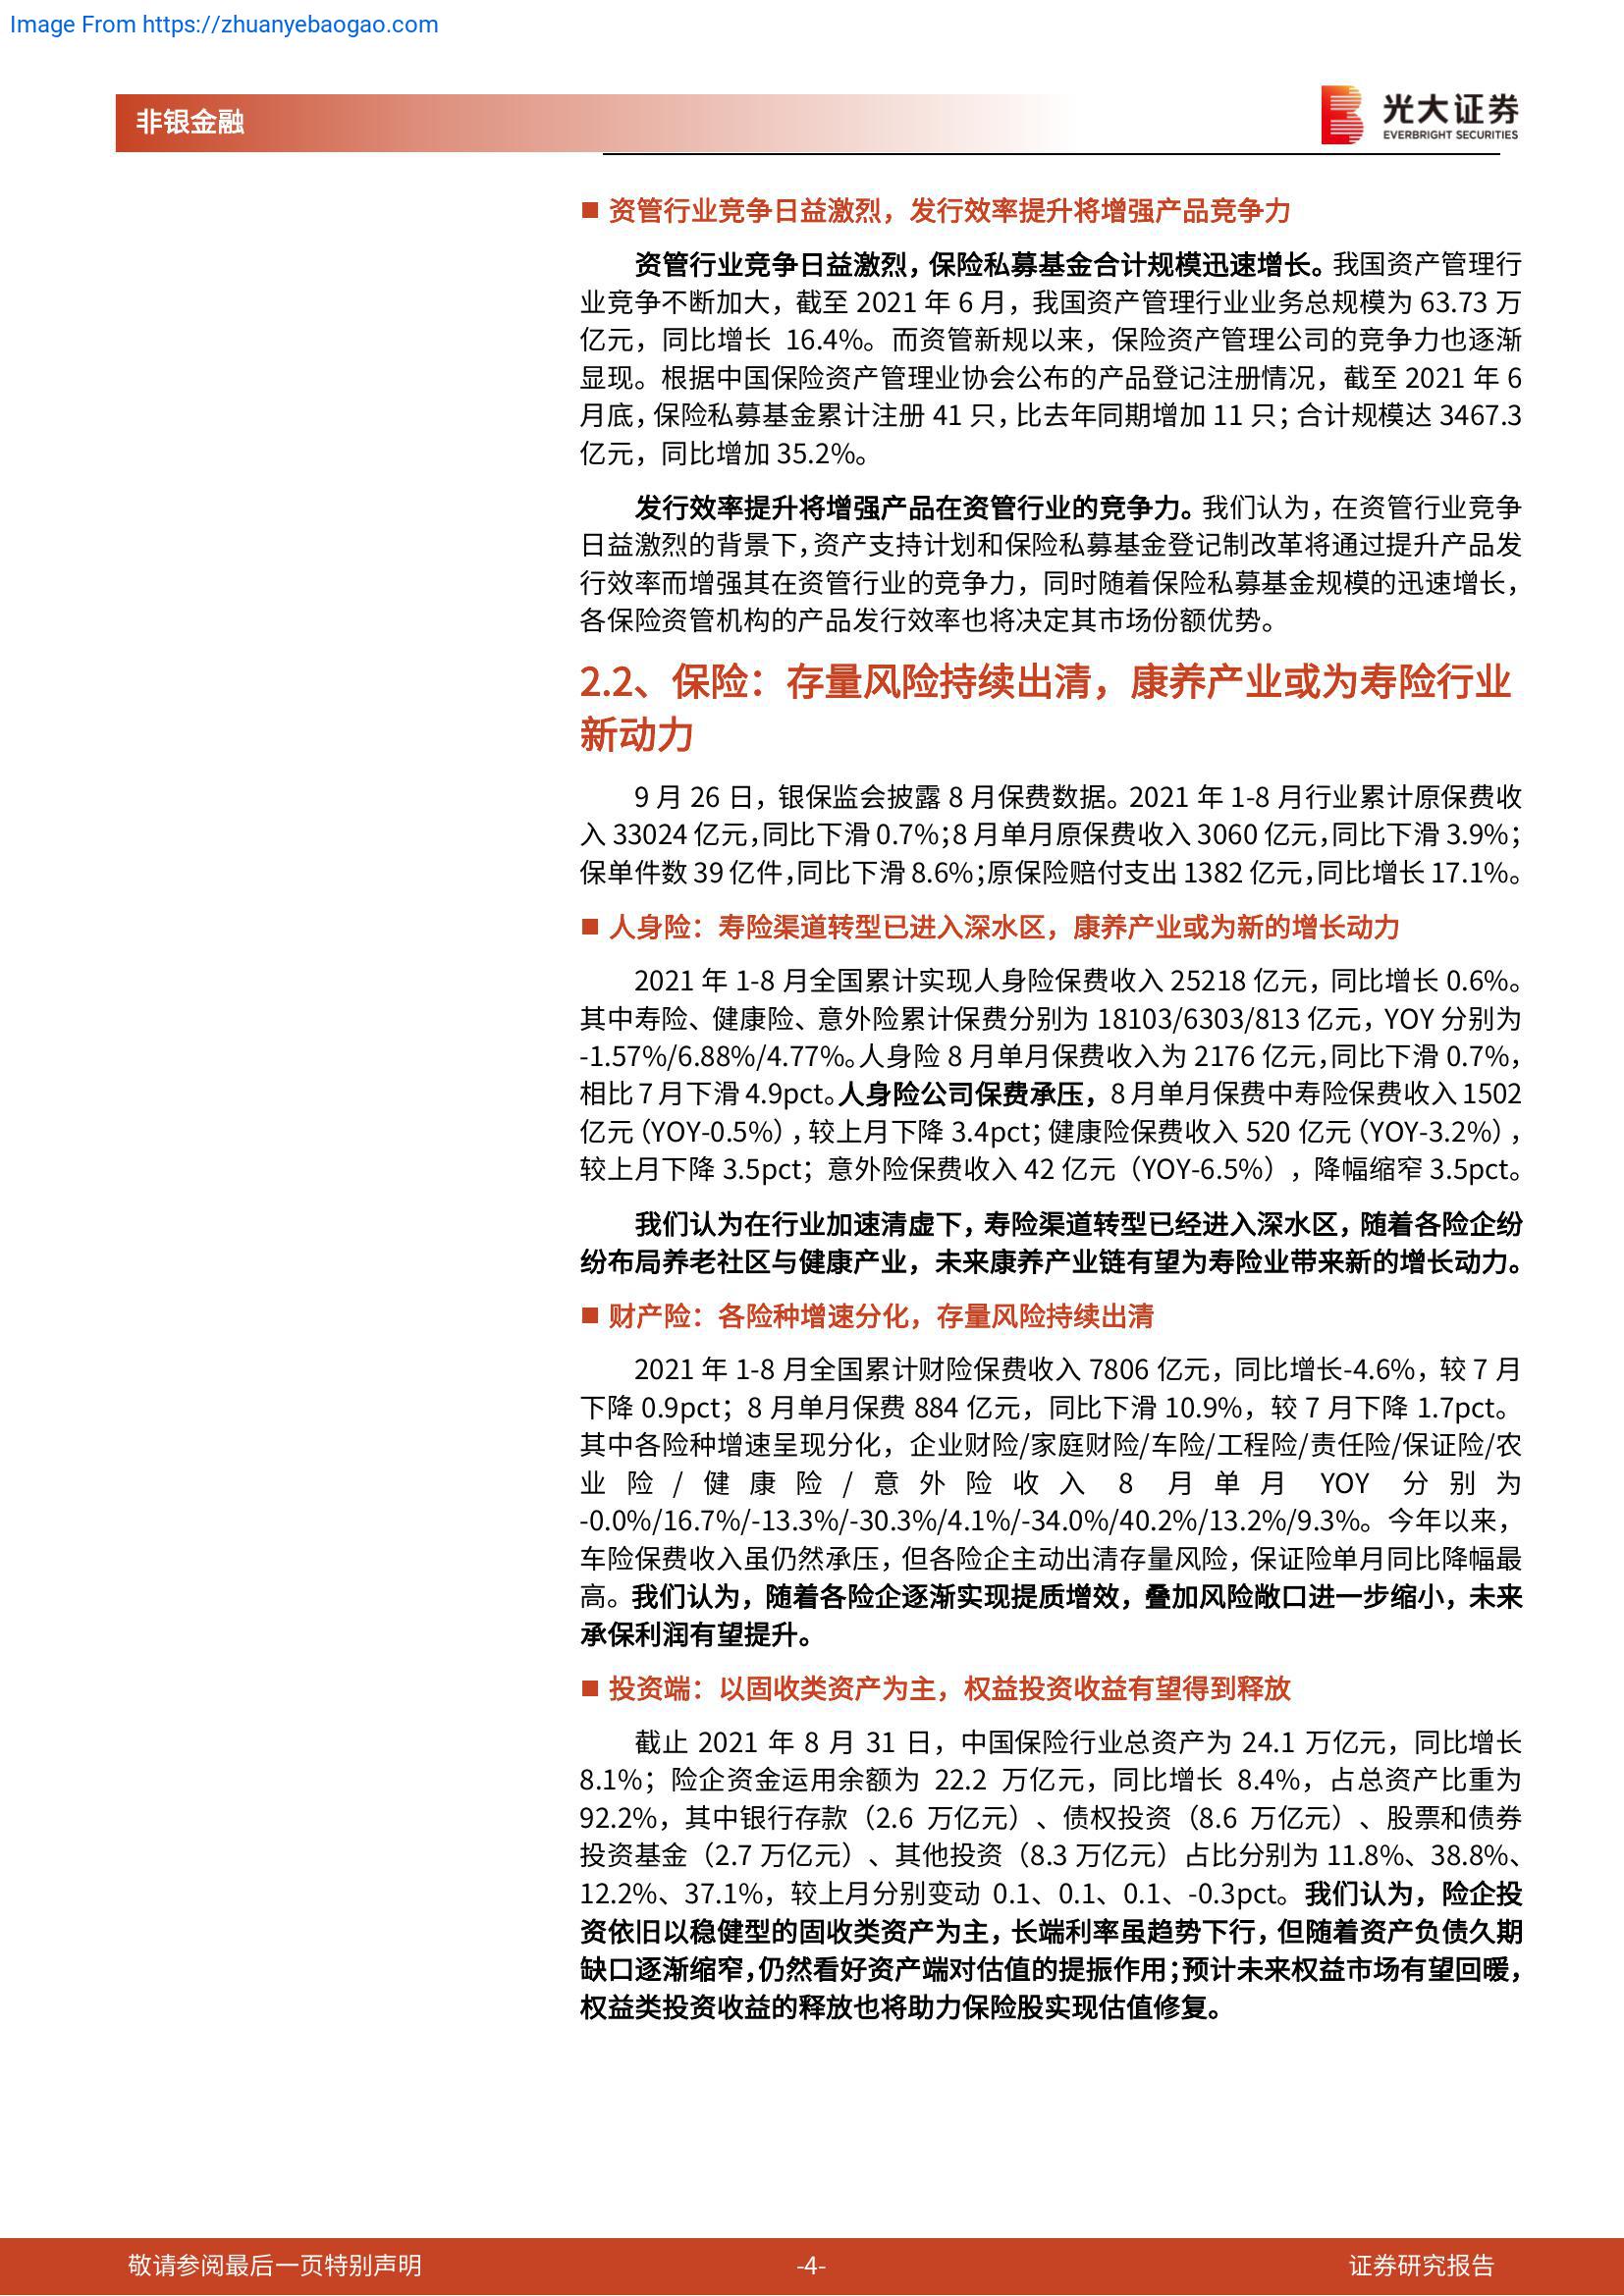 Image From https://zhuanyebaogao.com
非银金融
光大证券
EVERBRIGHT SECURITIES
■ 资管行业竞争日益激烈，发行效率提升将增强产品竞争力
资管行业竞争日益激烈，保险私募基金合计规模迅速增长。我国资产管理行
业竞争不断加大，截至 2021 年 6 月，我国资产管理行业业务总规模为 63.73 万
亿元，同比增长 16.4%。而资管新规以来，保险资产管理公司的竞争力也逐渐
显现。根据中国保险资产管理业协会公布的产品登记注册情况，截至 2021 年 6
月底，保险私募基金累计注册 41 只，比去年同期增加 11 只；合计规模达 3467.3
亿元，同比增加 35.2%。
发行效率提升将增强产品在资管行业的竞争力。我们认为，在资管行业竞争
日益激烈的背景下，资产支持计划和保险私募基金登记制改革将通过提升产品发
行效率而增强其在资管行业的竞争力，同时随着保险私募基金规模的迅速增长，
各保险资管机构的产品发行效率也将决定其市场份额优势。
2.2、保险：存量风险持续出清，康养产业或为寿险行业
新动力
9 月 26 日，银保监会披露 8 月保费数据。2021 年 1-8 月行业累计原保费收
入 33024 亿元，同比下滑 0.7%；8 月单月原保费收入 3060 亿元，同比下滑 3.9%；
保单件数 39 亿件，同比下滑 8.6%；原保险赔付支出 1382 亿元，同比增长 17.1%。
■ 人身险：寿险渠道转型已进入深水区，康养产业或为新的增长动力
2021 年 1-8 月全国累计实现人身险保费收入 25218 亿元，同比增长 0.6%。
其中寿险、健康险、意外险累计保费分别为 18103/6303/813 亿元，YOY 分别为
-1.57%/6.88%/4.77%。人身险 8 月单月保费收入为 2176 亿元，同比下滑 0.7%，
相比 7 月下滑 4.9pct。人身险公司保费承压，8 月单月保费中寿险保费收入 1502
亿元（YOY-0.5%），较上月下降 3.4pct；健康险保费收入 520 亿元（YOY-3.2%），
较上月下降 3.5pct；意外险保费收入 42 亿元（YOY-6.5%），降幅缩窄 3.5pct。
我们认为在行业加速清虚下，寿险渠道转型已经进入深水区，随着各险企纷
纷布局养老社区与健康产业，未来康养产业链有望为寿险业带来新的增长动力。
■ 财产险：各险种增速分化，存量风险持续出清
2021 年 1-8 月全国累计财险保费收入 7806 亿元，同比增长-4.6%，较 7 月
下降 0.9pct；8 月单月保费 884 亿元，同比下滑 10.9%，较 7 月下降 1.7pct。
其中各险种增速呈现分化，企业财险/家庭财险/车险/工程险/责任险/保证险/农
业险/健康险/意外险收入 8 月单月 YOY 分别为
-0.0%/16.7%/-13.3%/-30.3%/4.1%/-34.0%/40.2%/13.2%/9.3%。今年以来，
车险保费收入虽仍然承压，但各险企主动出清存量风险，保证险单月同比降幅最
高。我们认为，随着各险企逐渐实现提质增效，叠加风险敞口进一步缩小，未来
承保利润有望提升。
■ 投资端：以固收类资产为主，权益投资收益有望得到释放
截止 2021 年 8 月 31 日，中国保险行业总资产为 24.1 万亿元，同比增长
8.1%；险企资金运用余额为 22.2 万亿元，同比增长 8.4%，占总资产比重为
92.2%，其中银行存款（2.6 万亿元）、债权投资（8.6 万亿元）、股票和债券
投资基金（2.7 万亿元）、其他投资（8.3 万亿元）占比分别为 11.8%、38.8%、
12.2%、37.1%，较上月分别变动 0.1、0.1、0.1、-0.3pct。我们认为，险企投
资依旧以稳健型的固收类资产为主，长端利率虽趋势下行，但随着资产负债久期
缺口逐渐缩窄，仍然看好资产端对估值的提振作用；预计未来权益市场有望回暖，
权益类投资收益的释放也将助力保险股实现估值修复。
敬请参阅最后一页特别声明
-4-
证券研究报告